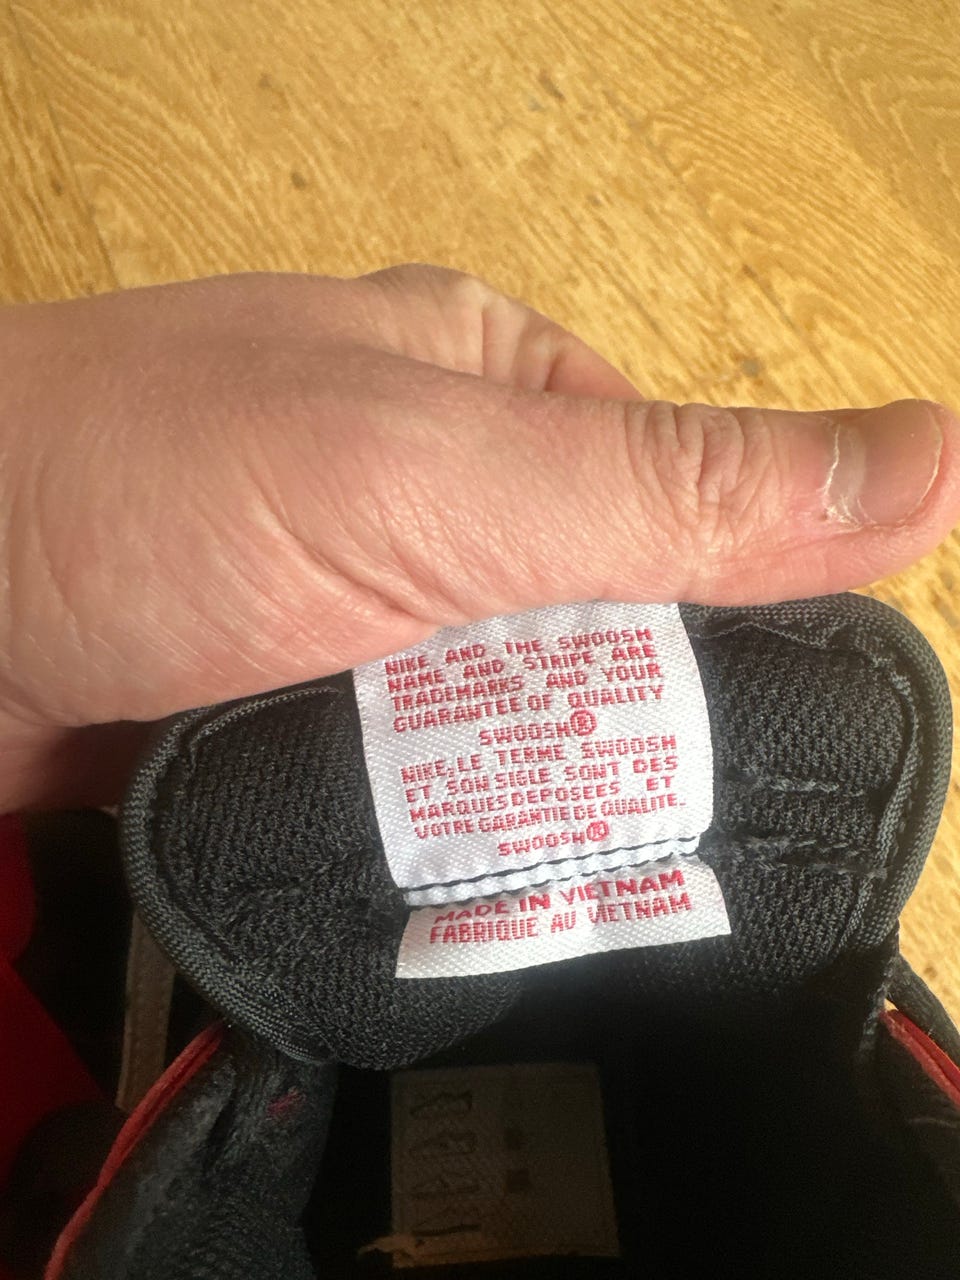 NIKE AND THE SWOOSH
NAME AND STRIPE ARE
TRADEMARKS AND YOUR
GUARANTEE OF QUALITY
SWOOSH®
NIKE·LE TERME SWOOSH
ET SON SIGLE SONT DES
MARQUES DEPOSEES ET
VOTRE GARANTIE DE QUALITE.
SWOOSH®
MADE IN VIETNAM
FABRIQUE AU VIETNAM